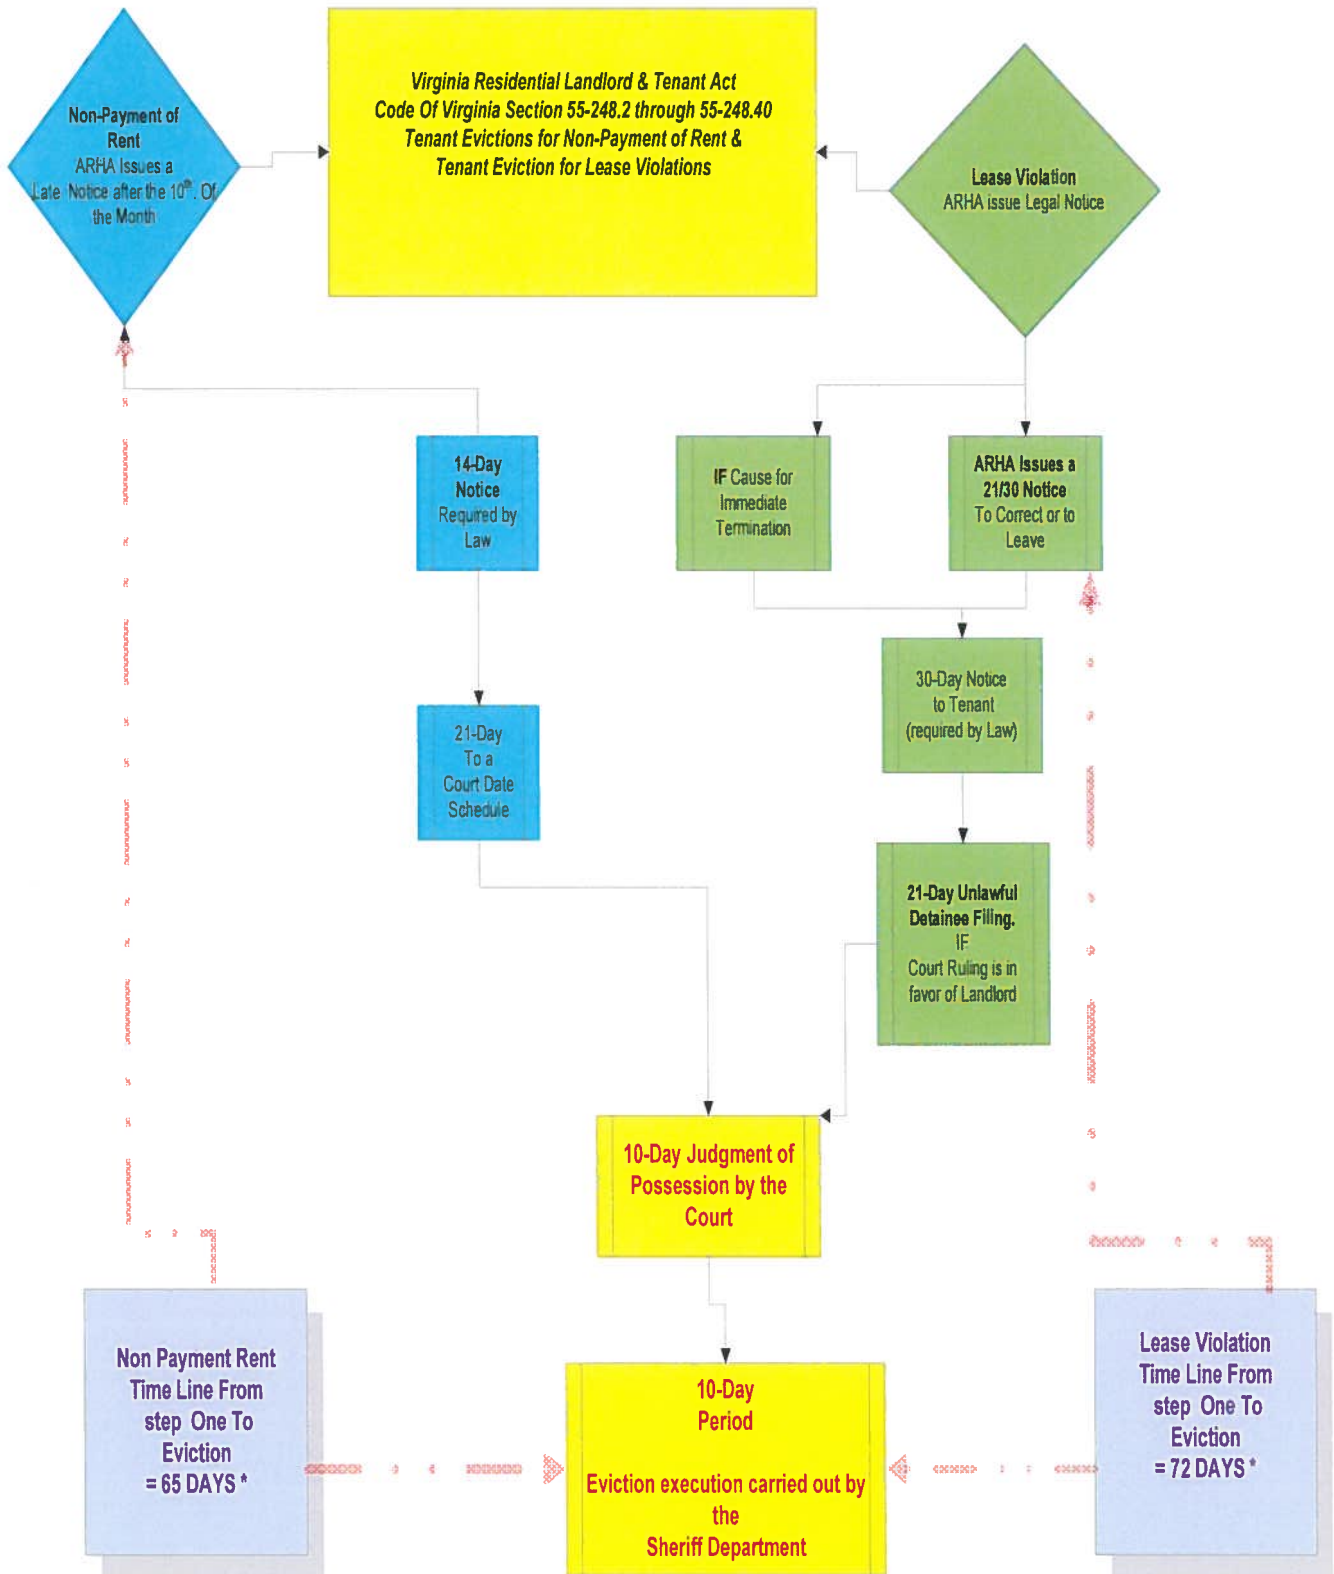 Non-Payment of
Rent
ARHA Issues a
Late Notice after the 10th. Of
the Month
Virginia Residential Landlord & Tenant Act
Code Of Virginia Section 55-248.2 through 55-248.40
Tenant Evictions for Non-Payment of Rent &
Tenant Eviction for Lease Violations
Lease Violation
ARHA issue Legal Notice
14-Day
Notice
Required by
Law
IF Cause for
Immediate
Termination
ARHA Issues a
21/30 Notice
To Correct or to
Leave
30-Day Notice
to Tenant
(required by Law)
21-Day
To a
Court Date
Schedule
21-Day Unlawful
Detainee Filing.
IF
Court Ruling is in
favor of Landlord
10-Day Judgment of
Possession by the
Court
Non Payment Rent
Time Line From
step One To
Eviction
= 65 DAYS *
10-Day
Period
Eviction execution carried out by
the
Sheriff Department
Lease Violation
Time Line From
step One To
Eviction
= 72 DAYS *